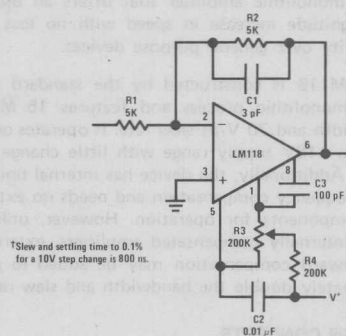 R2
5K
R1
5K
C1
3 pF
2
−
LM118
6
3
+
8
1
5
C3
100 pF
R3
200K
R4
200K
V+
C2
0.01 µF
*Slew and settling time to 0.1%
for a 10V step change is 800 ns.